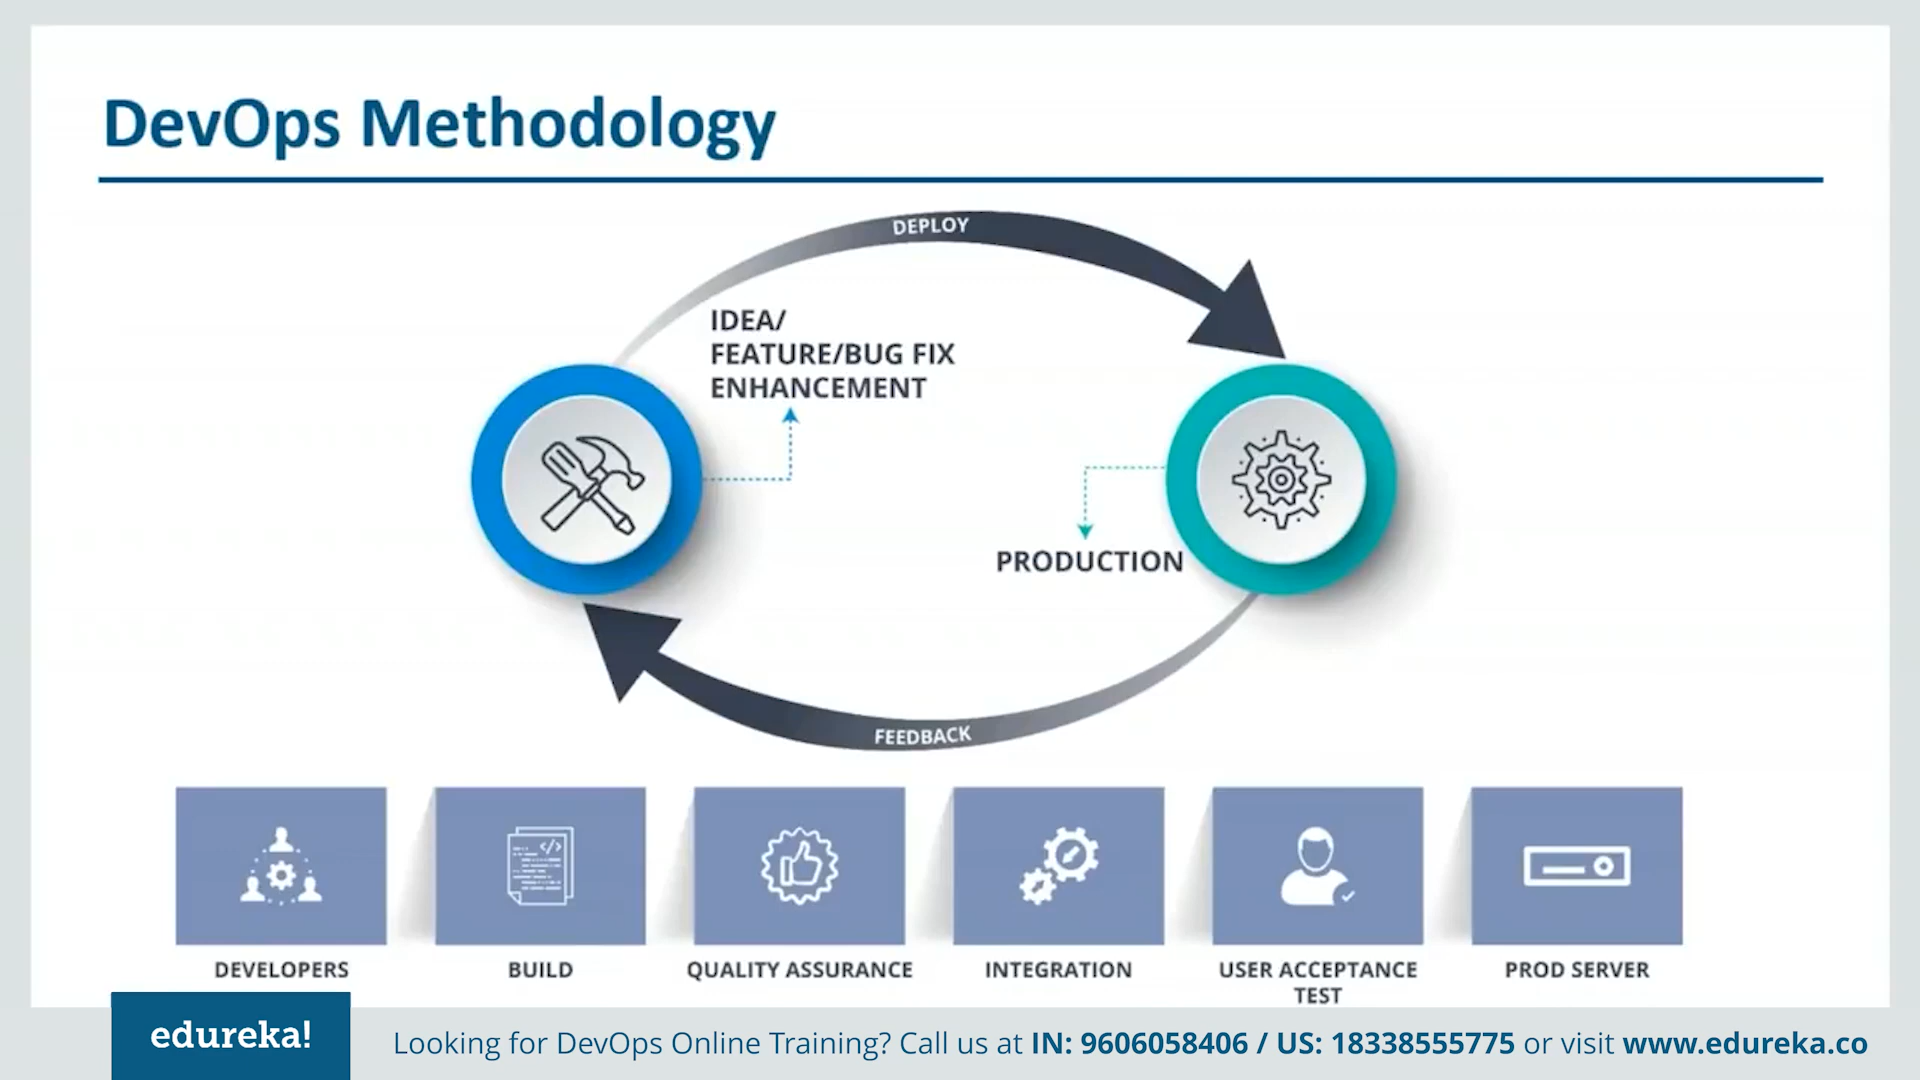 DevOps Methodology
DEPLOY
IDEA/
FEATURE/BUG FIX
ENHANCEMENT
PRODUCTION
FEEDBACK
DEVELOPERS
BUILD
QUALITY ASSURANCE
INTEGRATION
USER ACCEPTANCE
TEST
PROD SERVER
edureka!
Looking for DevOps Online Training? Call us at IN: 9606058406 / US: 18338555775 or visit www.edureka.co